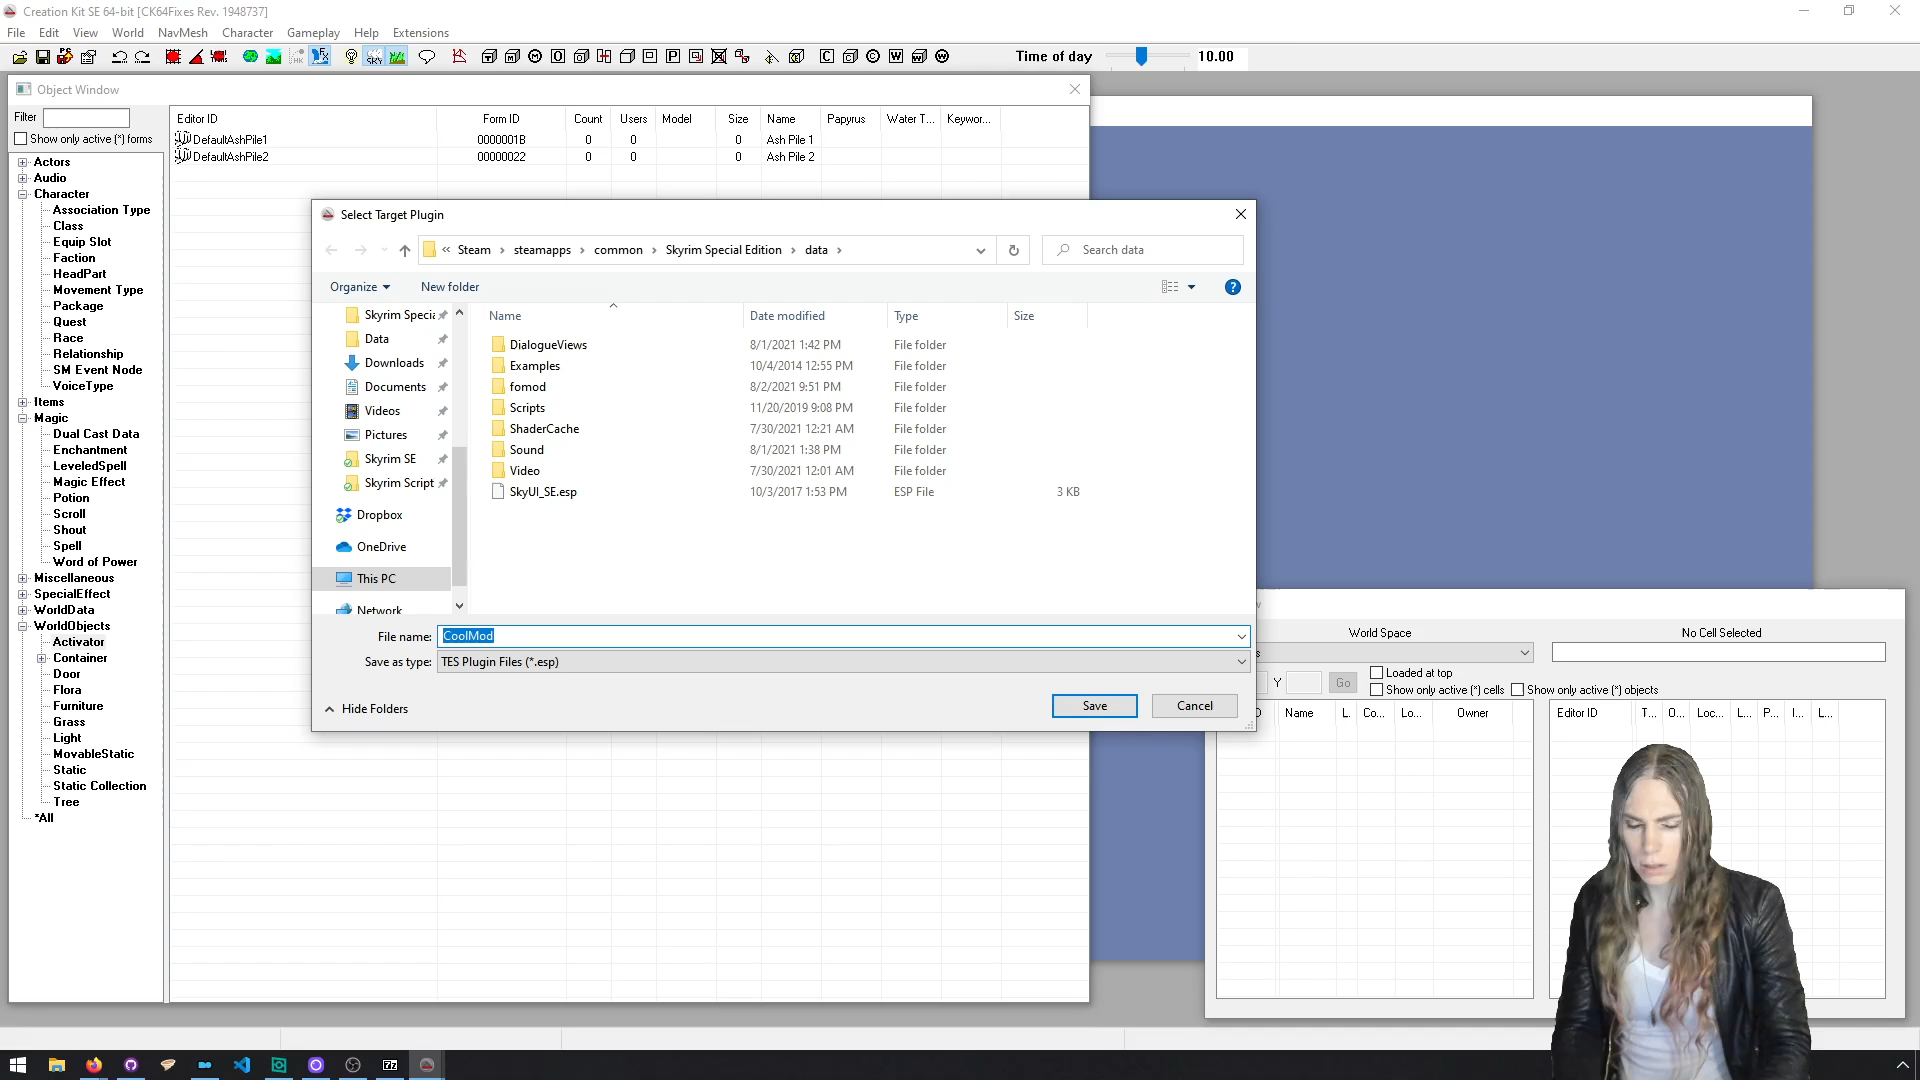 Creation Kit SE 64-bit [CK64Fixes Rev. 1948737]
File Edit View World NavMesh Character Gameplay Help Extensions
Time of day 10.00
Object Window
Filter
Show only active (*) forms
Editor ID Form ID Count Users Model Size Name Papyrus Water T... Keywor...
DefaultAshPile1 0000001B 0 0 0 Ash Pile 1
DefaultAshPile2 00000022 0 0 0 Ash Pile 2
Actors
Audio
Character
Association Type
Class
Equip Slot
Faction
HeadPart
Movement Type
Package
Quest
Race
Relationship
SM Event Node
VoiceType
Items
Magic
Dual Cast Data
Enchantment
LeveledSpell
Magic Effect
Potion
Scroll
Shout
Spell
Word of Power
Miscellaneous
SpecialEffect
WorldData
WorldObjects
Activator
Container
Door
Flora
Furniture
Grass
Light
MovableStatic
Static
Static Collection
Tree
*All
Select Target Plugin
« Steam › steamapps › common › Skyrim Special Edition › data ›
Search data
Organize New folder
Skyrim Specia
Data
Downloads
Documents
Videos
Pictures
Skyrim SE
Skyrim Script
Dropbox
OneDrive
This PC
Network
Name Date modified Type Size
DialogueViews 8/1/2021 1:42 PM File folder
Examples 10/4/2014 12:55 PM File folder
fomod 8/2/2021 9:51 PM File folder
Scripts 11/20/2019 9:08 PM File folder
ShaderCache 7/30/2021 12:21 AM File folder
Sound 8/1/2021 1:38 PM File folder
Video 7/30/2021 12:01 AM File folder
SkyUI_SE.esp 10/3/2017 1:53 PM ESP File 3 KB
File name: CoolMod
Save as type: TES Plugin Files (*.esp)
Hide Folders
Save Cancel
World Space
No Cell Selected
Y Go
Loaded at top
Show only active (*) cells
Show only active (*) objects
Name L. Co... Lo... Owner
Editor ID T... O... Loc... L... P... I... L...